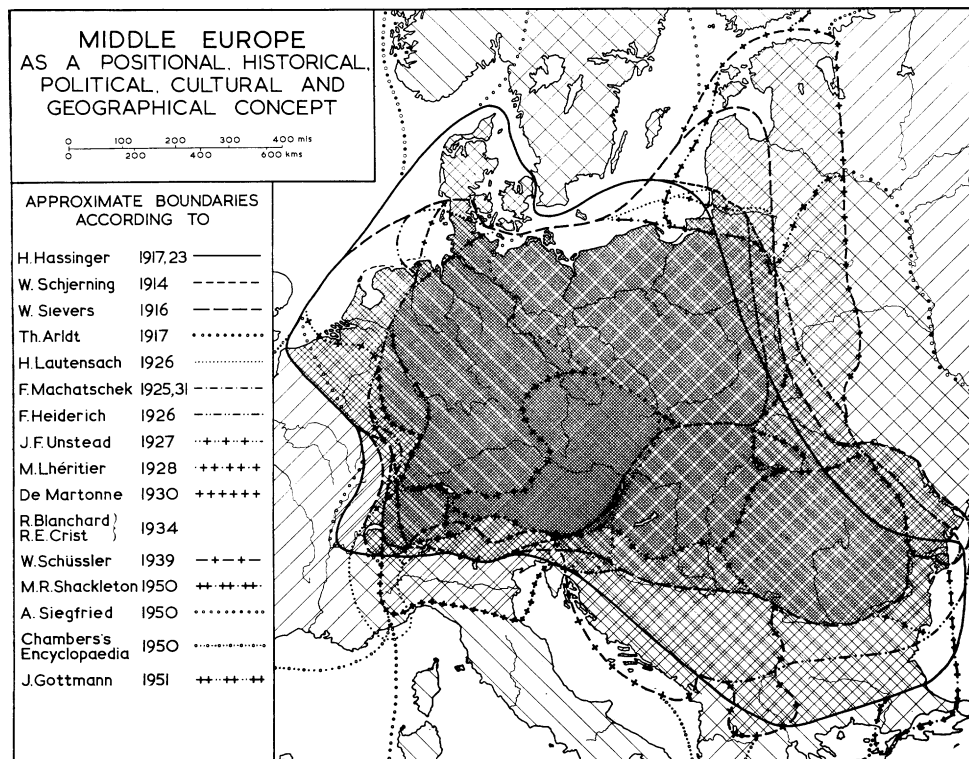 MIDDLE EUROPE
AS A POSITIONAL, HISTORICAL,
POLITICAL, CULTURAL AND
GEOGRAPHICAL CONCEPT
0 100 200 300 400 mls
0 200 400 600 kms
APPROXIMATE BOUNDARIES
ACCORDING TO
H. Hassinger 1917,23
W. Schjerning 1914
W. Sievers 1916
Th. Arldt 1917
H. Lautensach 1926
F. Machatschek 1925,31
F. Heiderich 1926
J. F. Unstead 1927
M. Lhéritier 1928
De Martonne 1930
R. Blanchard )
R. E. Crist ) 1934
W. Schüssler 1939
M. R. Shackleton 1950
A. Siegfried 1950
Chambers's
Encyclopaedia 1950
J. Gottmann 1951